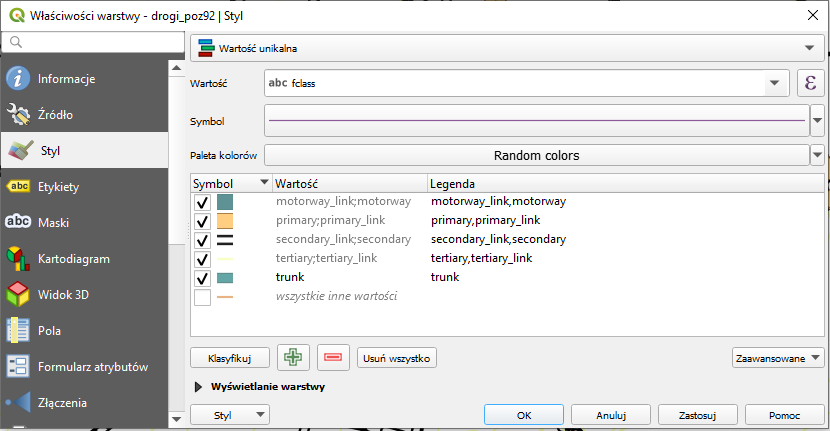 Właściwości warstwy - drogi_poz92 | Styl
Wartość unikalna
Informacje
Źródło
Styl
Etykiety
abc
Maski
abc
Kartodiagram
Widok 3D
Pola
Formularz atrybutów
Złączenia
Wartość
abc fclass
ε
Symbol
Paleta kolorów
Random colors
Symbol Wartość Legenda
motorway_link;motorway motorway_link,motorway
primary;primary_link primary,primary_link
secondary_link;secondary secondary_link,secondary
tertiary;tertiary_link tertiary,tertiary_link
trunk trunk
wszystkie inne wartości
Klasyfikuj Usuń wszystko Zaawansowane
Wyświetlanie warstwy
Styl OK Anuluj Zastosuj Pomoc